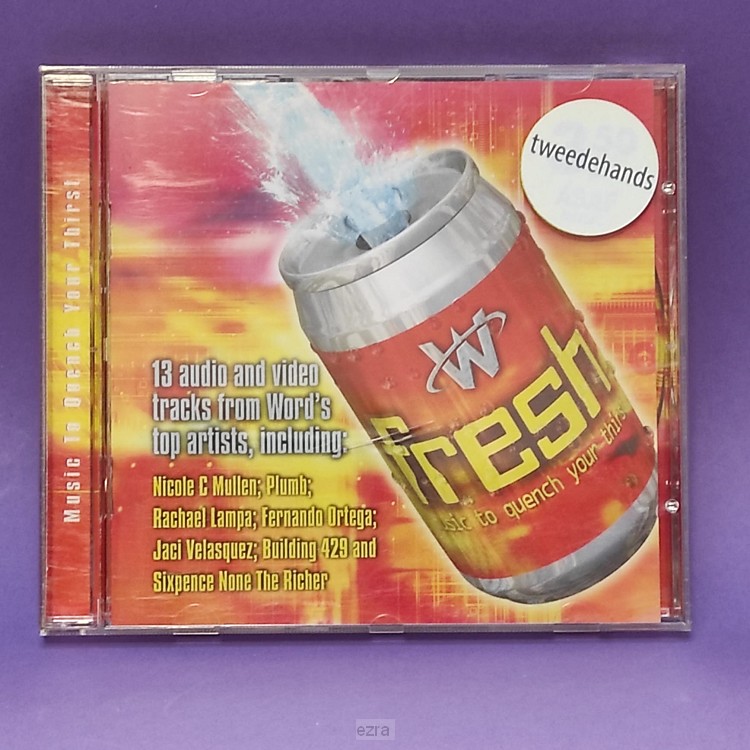 Music To Quench Your Thirst
tweedehands
W
fresh
music to quench your thirst
13 audio and video
tracks from Word's
top artists, including:
Nicole C Mullen; Plumb;
Rachael Lampa; Fernando Ortega;
Jaci Velasquez; Building 429 and
Sixpence None The Richer
ezra